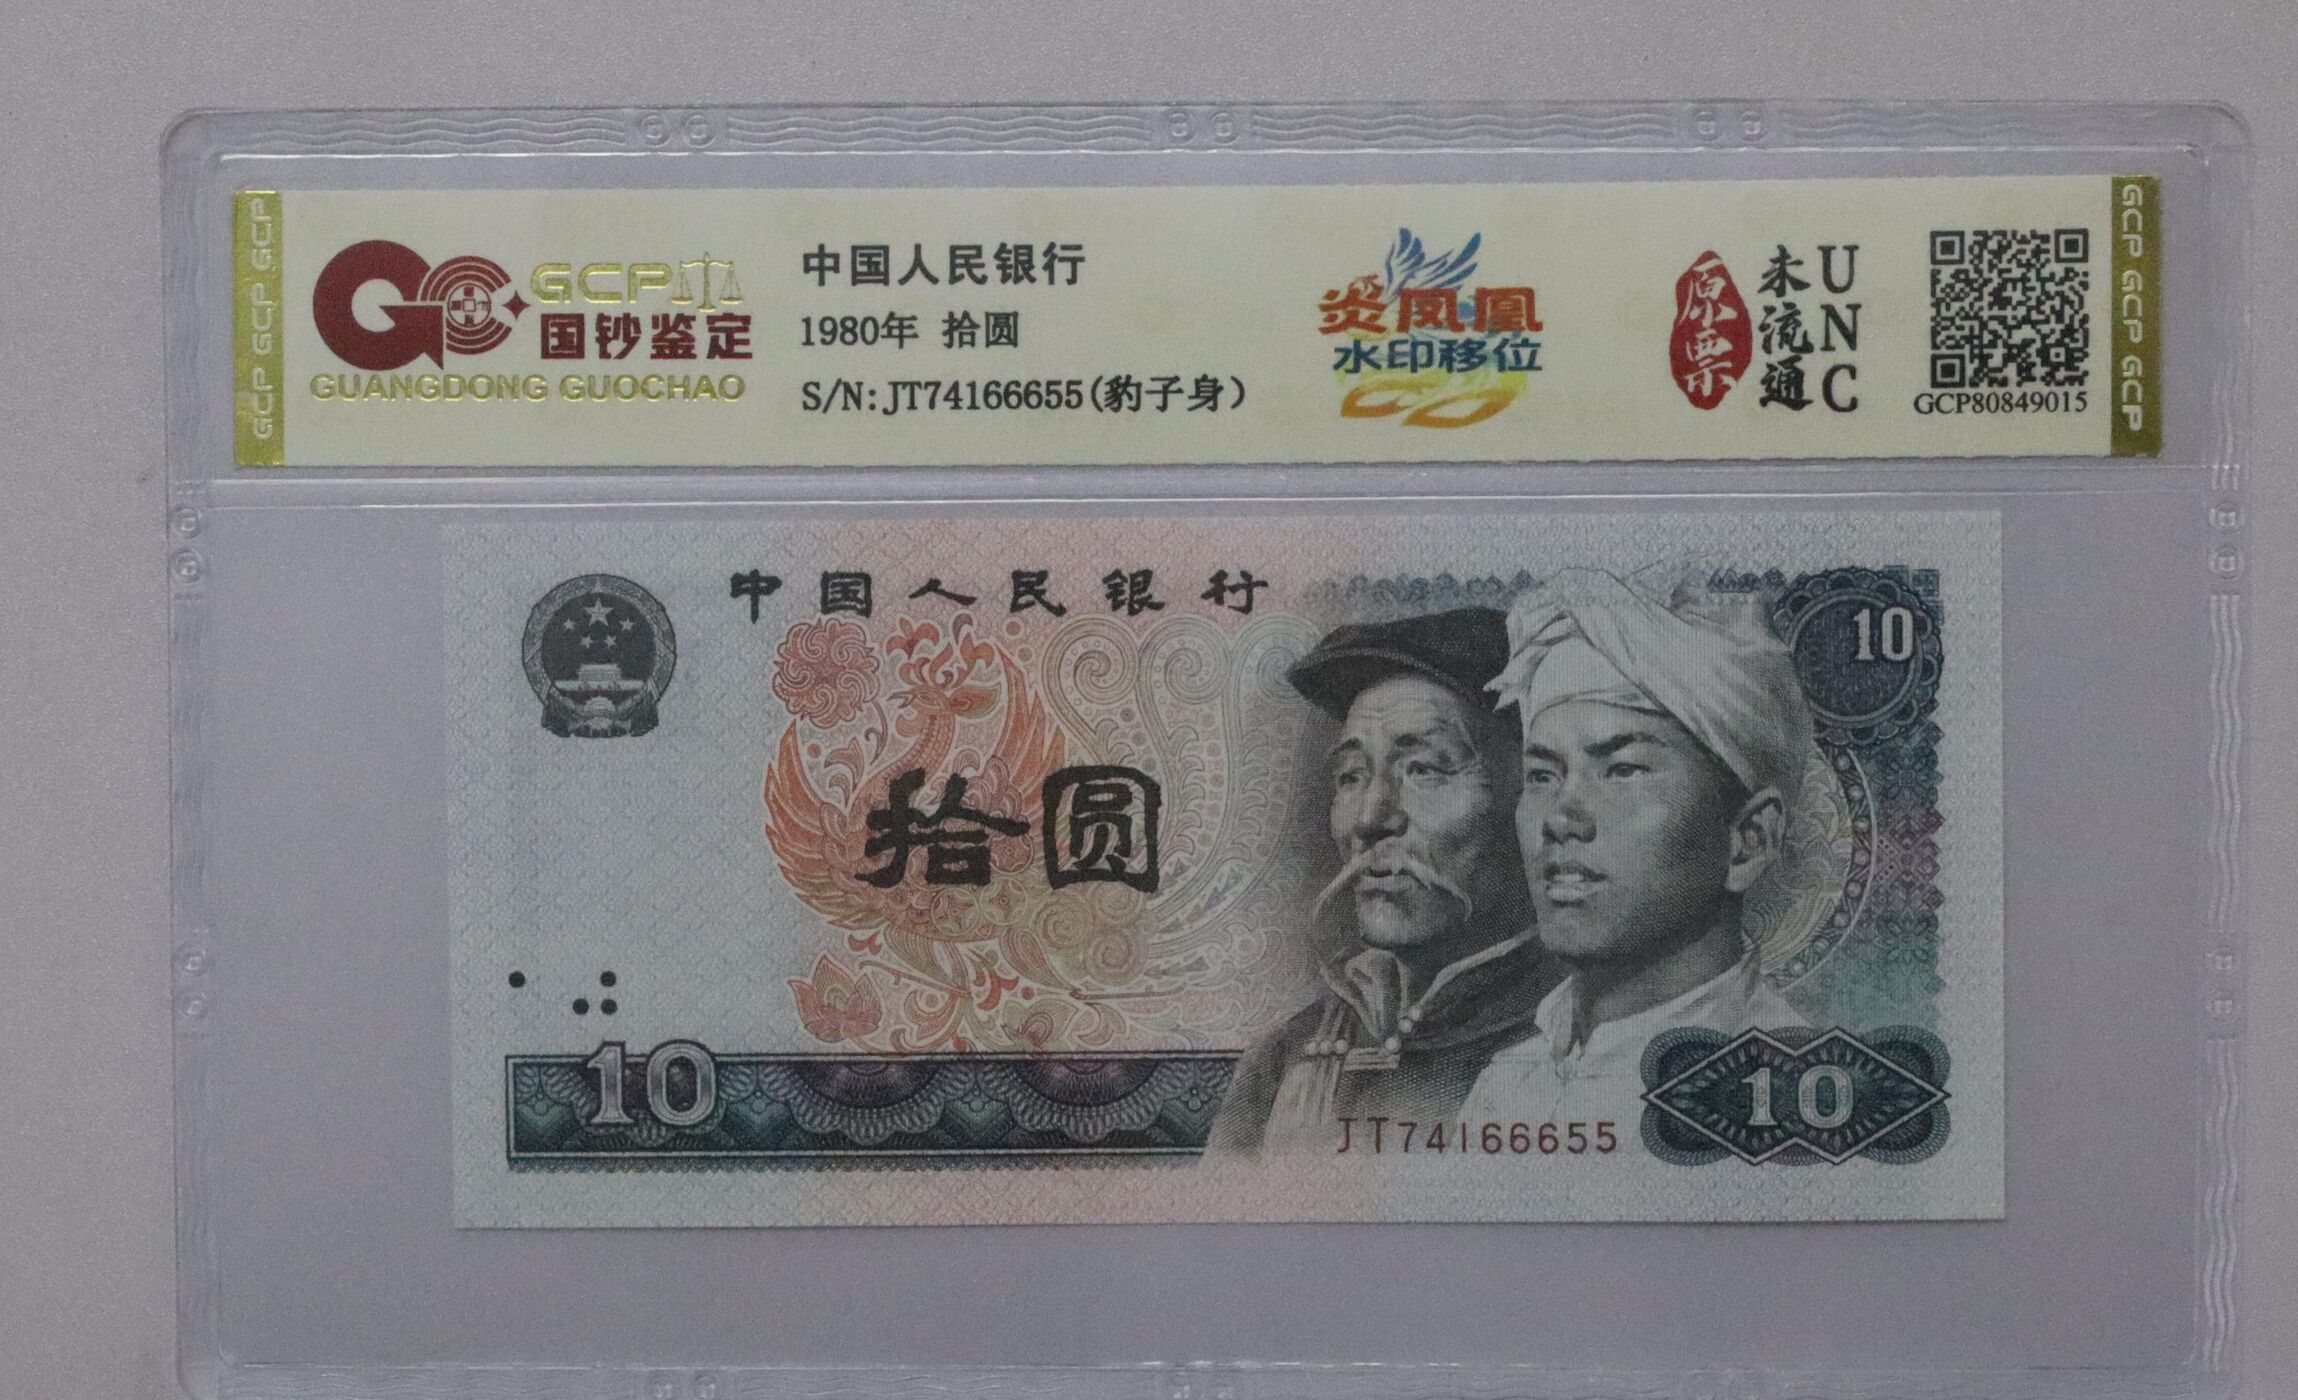 GCP GCP GCP
GCP
国钞鉴定
GUANGDONG GUOCHAO
中国人民银行
1980年 拾圆
S/N:JT74166655(豹子身)
炎凤凰
水印移位
原票
未流通
UNC
GCP80849015
GCP GCP GCP
中国人民银行
10
拾圆
10
JT74166655
10